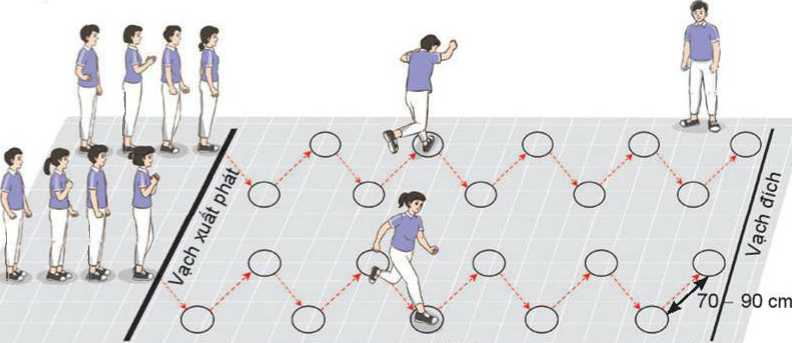 Vạch xuất phát
Vạch đích
70 – 90 cm